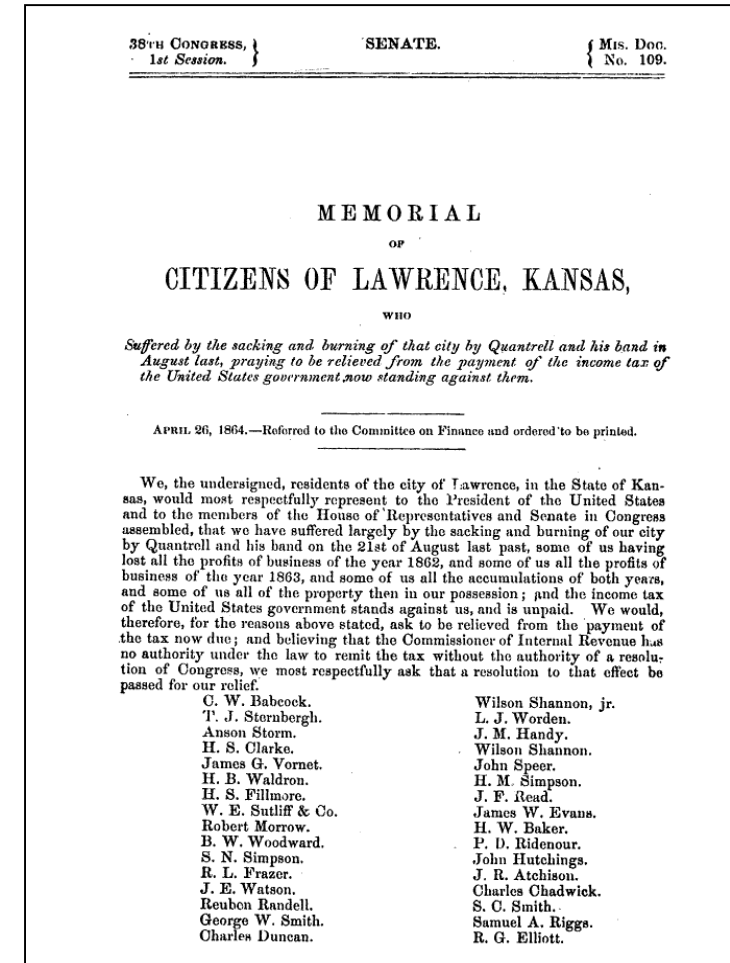 38TH CONGRESS, 1st Session. } SENATE. { MIS. DOC. No. 109.
MEMORIAL
OF
CITIZENS OF LAWRENCE, KANSAS,
WHO
Suffered by the sacking and burning of that city by Quantrell and his band in
August last, praying to be relieved from the payment of the income tax of
the United States government now standing against them.
APRIL 26, 1864.—Referred to the Committee on Finance and ordered to be printed.
We, the undersigned, residents of the city of Lawrence, in the State of Kan-
sas, would most respectfully represent to the President of the United States
and to the members of the House of Representatives and Senate in Congress
assembled, that we have suffered largely by the sacking and burning of our city
by Quantrell and his band on the 21st of August last past, some of us having
lost all the profits of business of the year 1862, and some of us all the profits of
business of the year 1863, and some of us all the accumulations of both years,
and some of us all of the property then in our possession; and the income tax
of the United States government stands against us, and is unpaid. We would,
therefore, for the reasons above stated, ask to be relieved from the payment of
the tax now due; and believing that the Commissioner of Internal Revenue has
no authority under the law to remit the tax without the authority of a resolu-
tion of Congress, we most respectfully ask that a resolution to that effect be
passed for our relief.
C. W. Babcock.
T. J. Sternbergh.
Anson Storm.
H. S. Clarke.
James G. Vornet.
H. B. Waldron.
H. S. Fillmore.
W. E. Sutliff & Co.
Robert Morrow.
B. W. Woodward.
S. N. Simpson.
R. L. Frazer.
J. E. Watson.
Reuben Randell.
George W. Smith.
Charles Duncan.
Wilson Shannon, jr.
L. J. Worden.
J. M. Handy.
Wilson Shannon.
John Speer.
H. M. Simpson.
J. F. Read.
James W. Evans.
H. W. Baker.
P. D. Ridenour.
John Hutchings.
J. R. Atchison.
Charles Chadwick.
S. C. Smith.
Samuel A. Riggs.
R. G. Elliott.